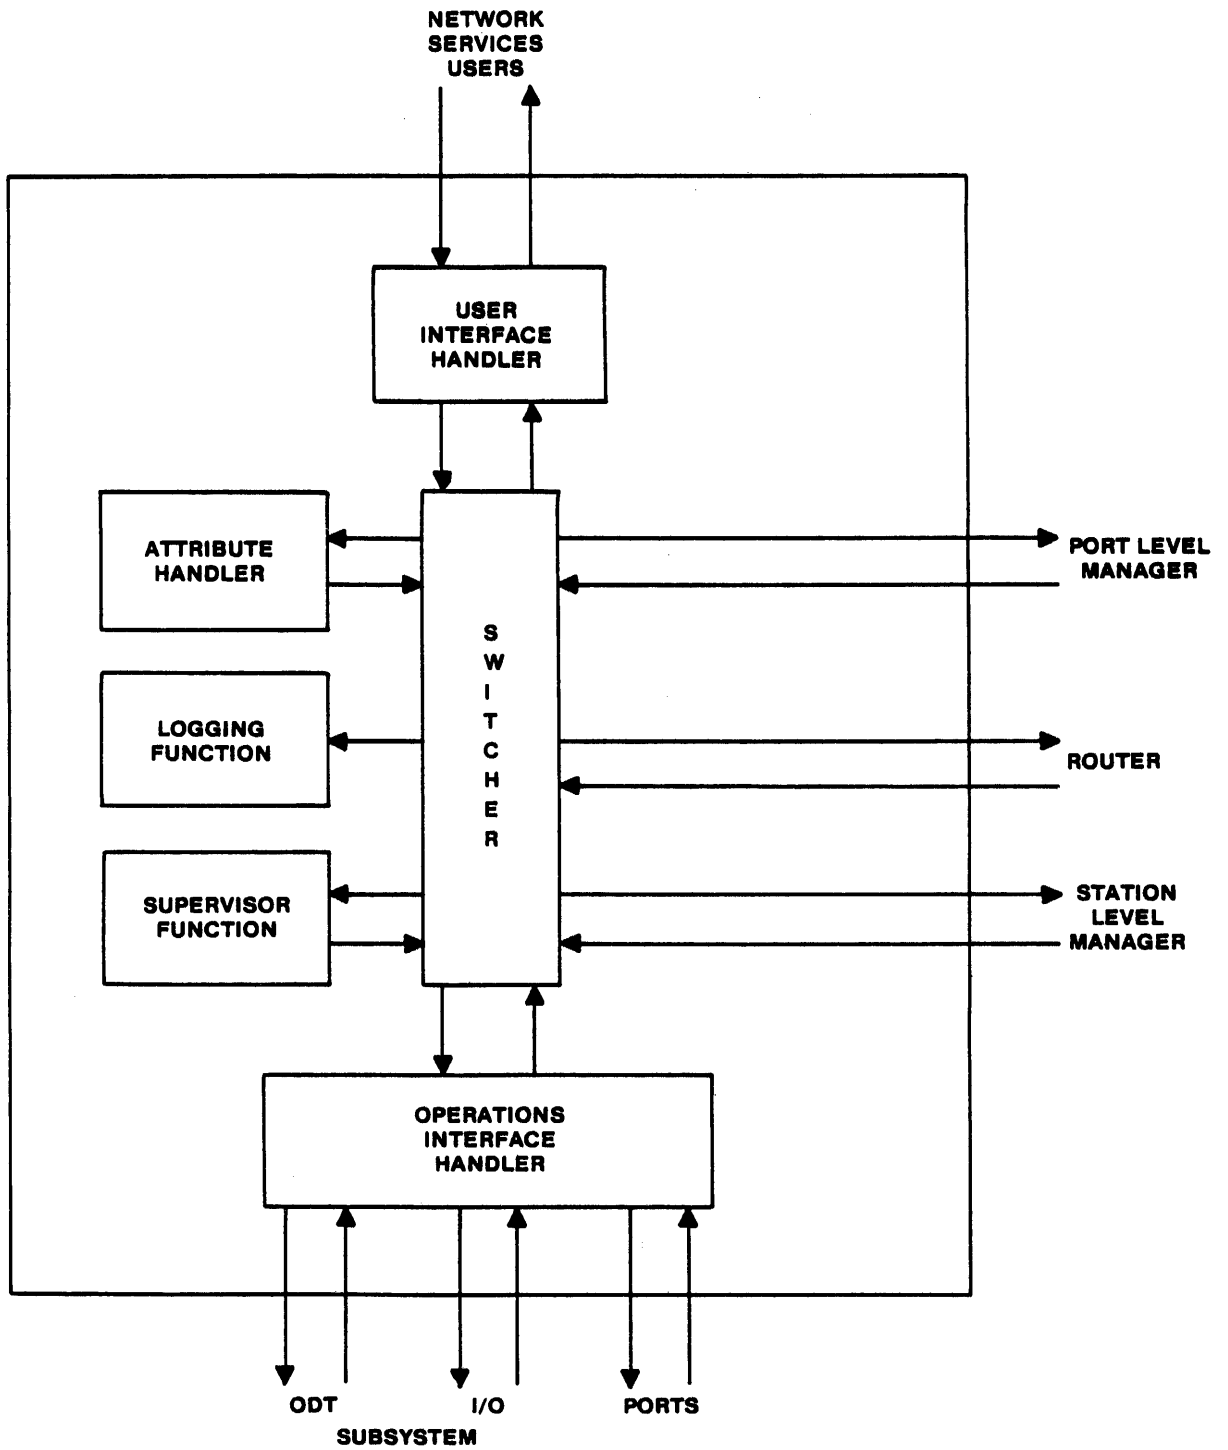 NETWORK
SERVICES
USERS
USER
INTERFACE
HANDLER
ATTRIBUTE
HANDLER
PORT LEVEL
MANAGER
SWITCHER
LOGGING
FUNCTION
ROUTER
SUPERVISOR
FUNCTION
STATION
LEVEL
MANAGER
OPERATIONS
INTERFACE
HANDLER
ODT I/O PORTS
SUBSYSTEM